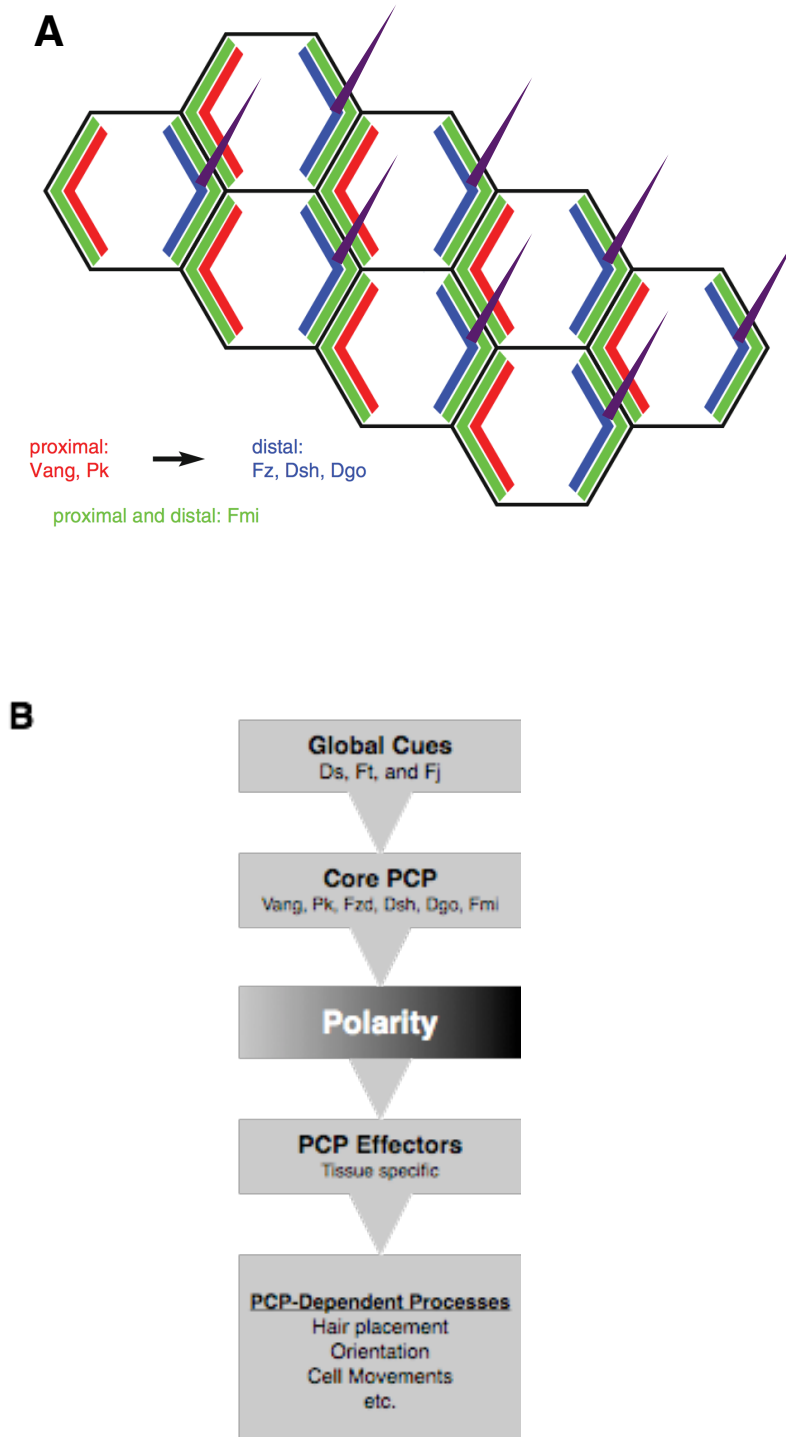 A
proximal:
Vang, Pk
distal:
Fz, Dsh, Dgo
proximal and distal: Fmi
B
Global Cues
Ds, Ft, and Fj
Core PCP
Vang, Pk, Fzd, Dsh, Dgo, Fmi
Polarity
PCP Effectors
Tissue specific
PCP-Dependent Processes
Hair placement
Orientation
Cell Movements
etc.